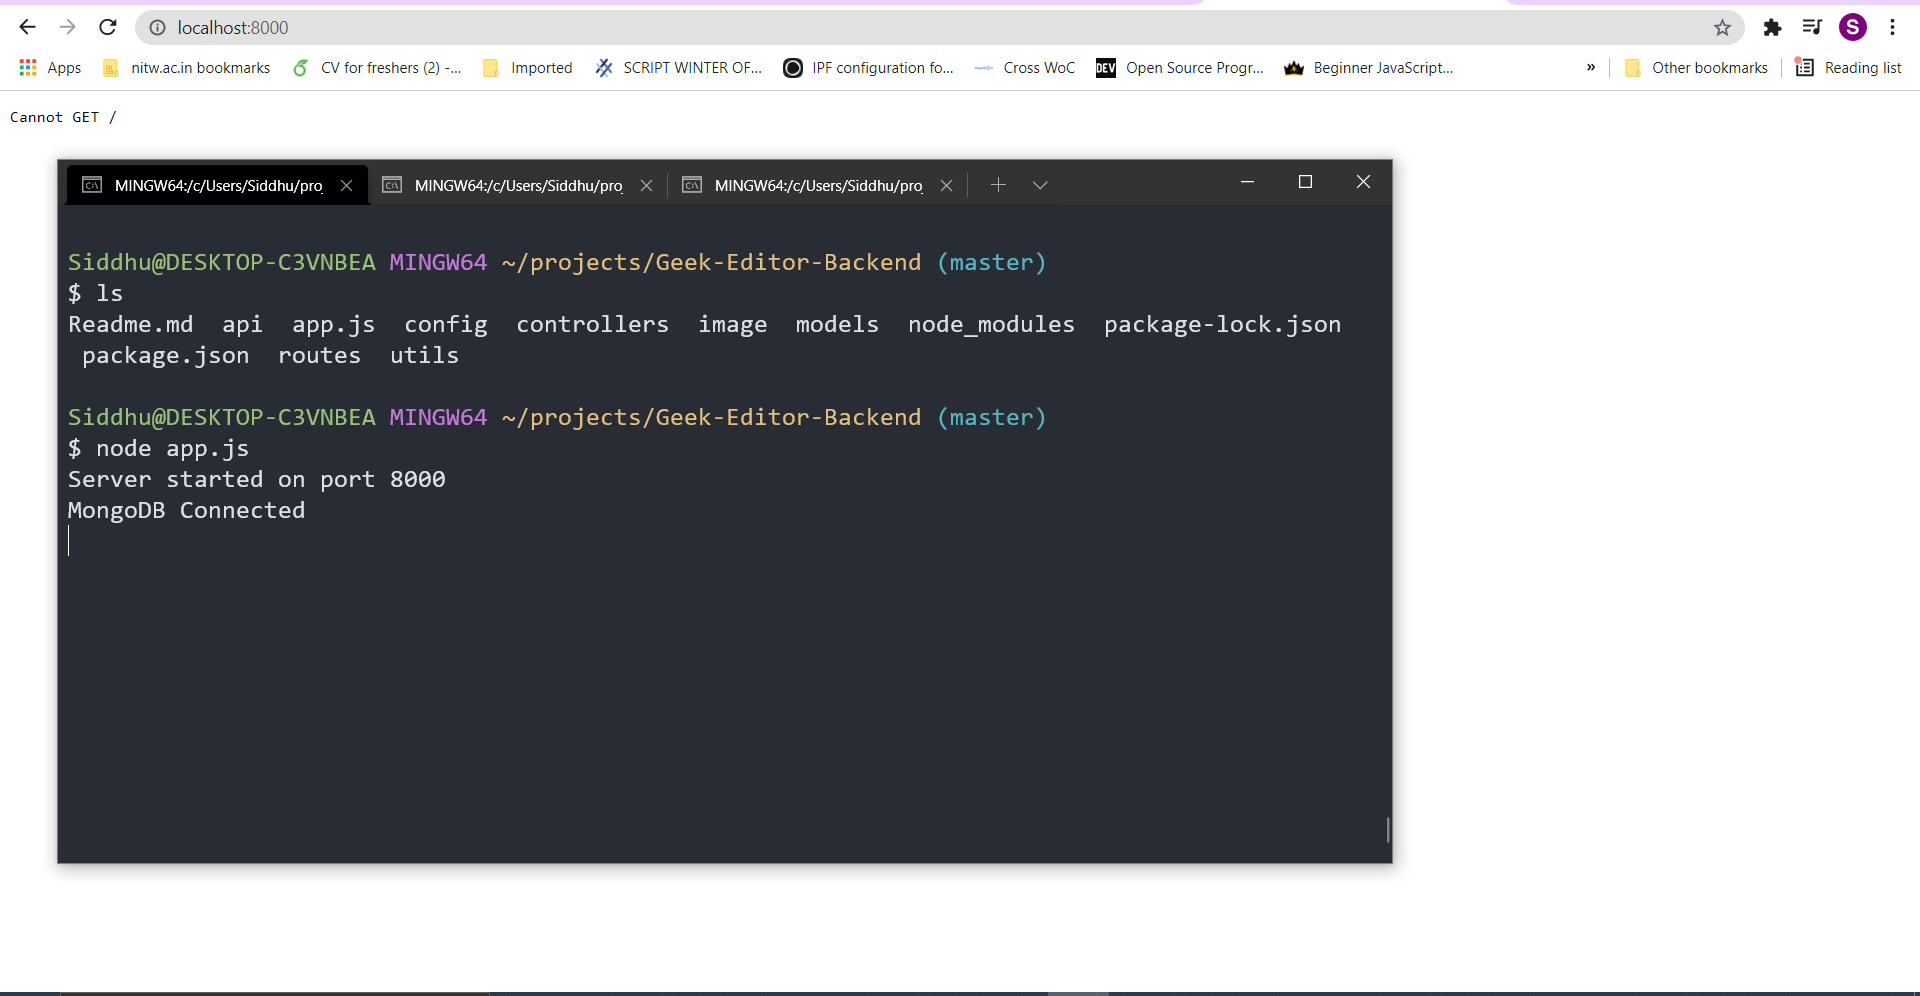 localhost:8000
S
Apps nitw.ac.in bookmarks CV for freshers (2) -... Imported SCRIPT WINTER OF... IPF configuration fo... Cross WoC DEV Open Source Progr... Beginner JavaScript... » Other bookmarks Reading list
Cannot GET /
MINGW64:/c/Users/Siddhu/pro MINGW64:/c/Users/Siddhu/pro MINGW64:/c/Users/Siddhu/pro
Siddhu@DESKTOP-C3VNBEA MINGW64 ~/projects/Geek-Editor-Backend (master)
$ ls
Readme.md api app.js config controllers image models node_modules package-lock.json
package.json routes utils
Siddhu@DESKTOP-C3VNBEA MINGW64 ~/projects/Geek-Editor-Backend (master)
$ node app.js
Server started on port 8000
MongoDB Connected